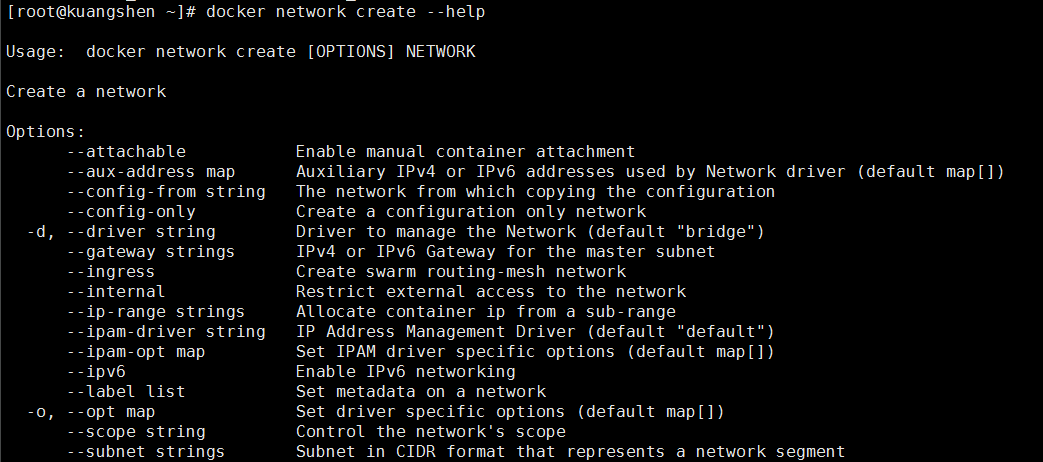 [root@kuangshen ~]# docker network create --help
Usage:  docker network create [OPTIONS] NETWORK
Create a network
Options:
      --attachable           Enable manual container attachment
      --aux-address map      Auxiliary IPv4 or IPv6 addresses used by Network driver (default map[])
      --config-from string   The network from which copying the configuration
      --config-only          Create a configuration only network
  -d, --driver string        Driver to manage the Network (default "bridge")
      --gateway strings      IPv4 or IPv6 Gateway for the master subnet
      --ingress              Create swarm routing-mesh network
      --internal             Restrict external access to the network
      --ip-range strings     Allocate container ip from a sub-range
      --ipam-driver string   IP Address Management Driver (default "default")
      --ipam-opt map         Set IPAM driver specific options (default map[])
      --ipv6                 Enable IPv6 networking
      --label list           Set metadata on a network
  -o, --opt map              Set driver specific options (default map[])
      --scope string         Control the network's scope
      --subnet strings       Subnet in CIDR format that represents a network segment